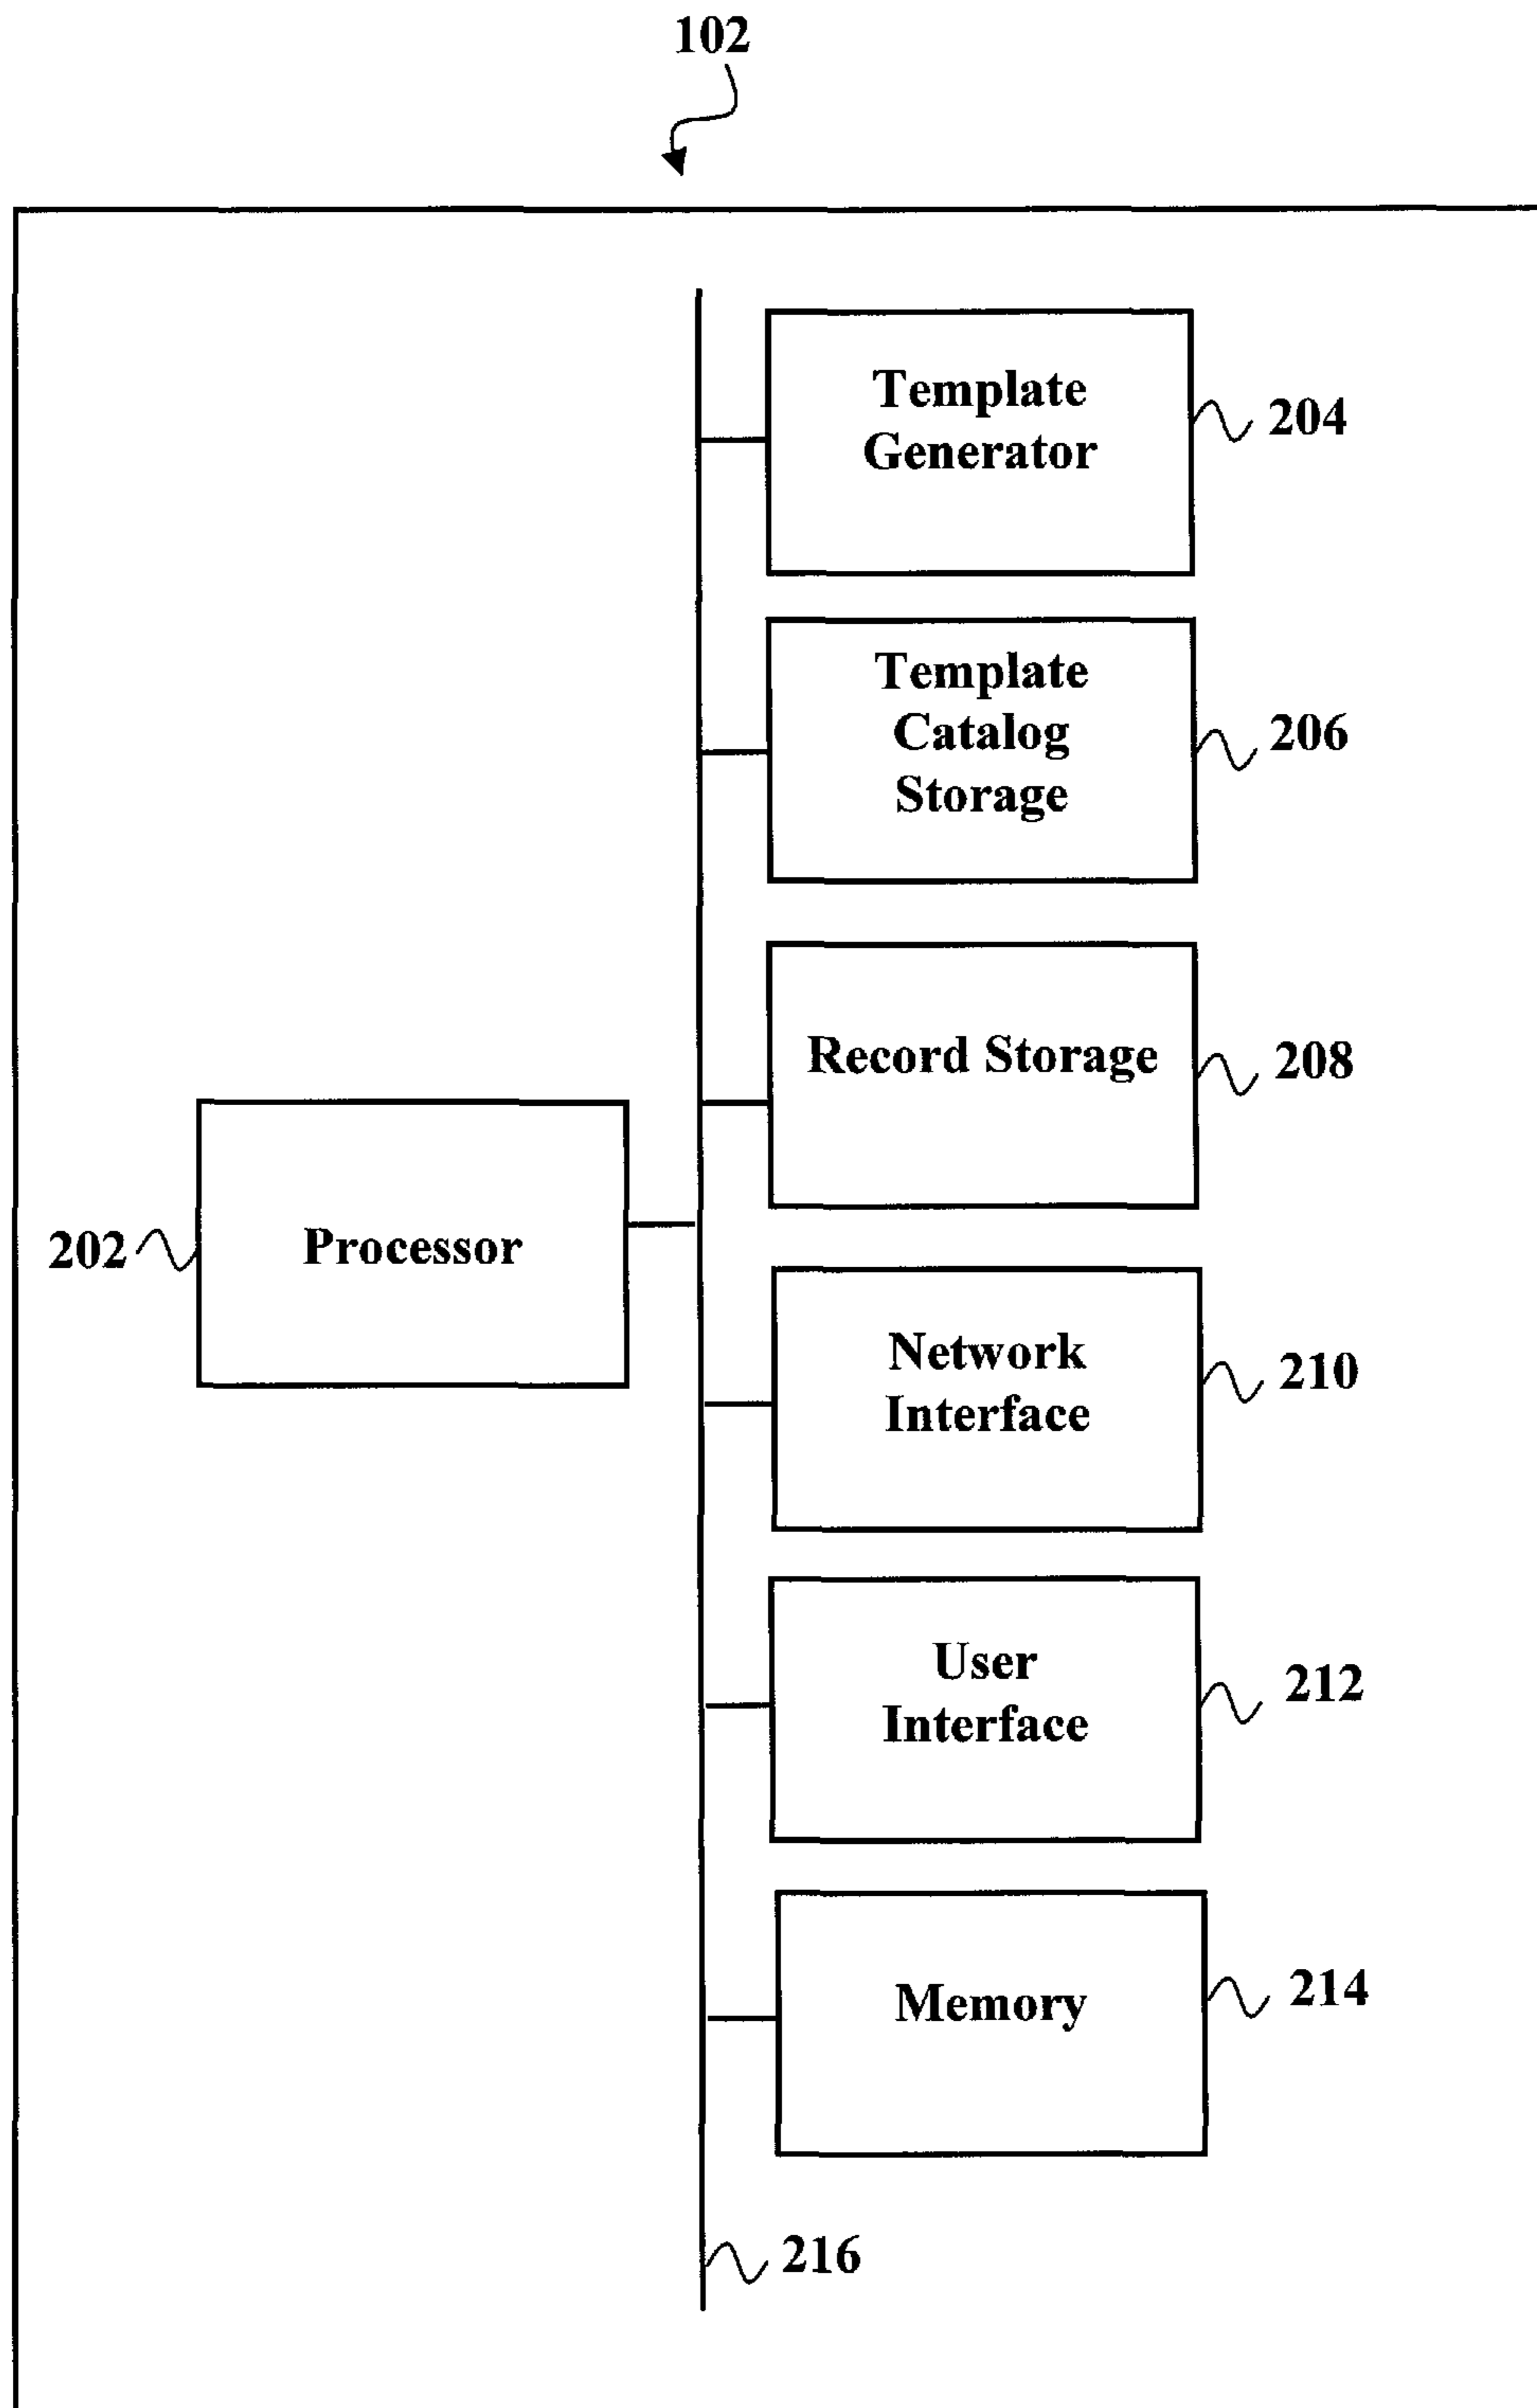 102
Template
Generator
204
Template
Catalog
Storage
206
Record Storage
208
202
Processor
Network
Interface
210
User
Interface
212
Memory
214
216